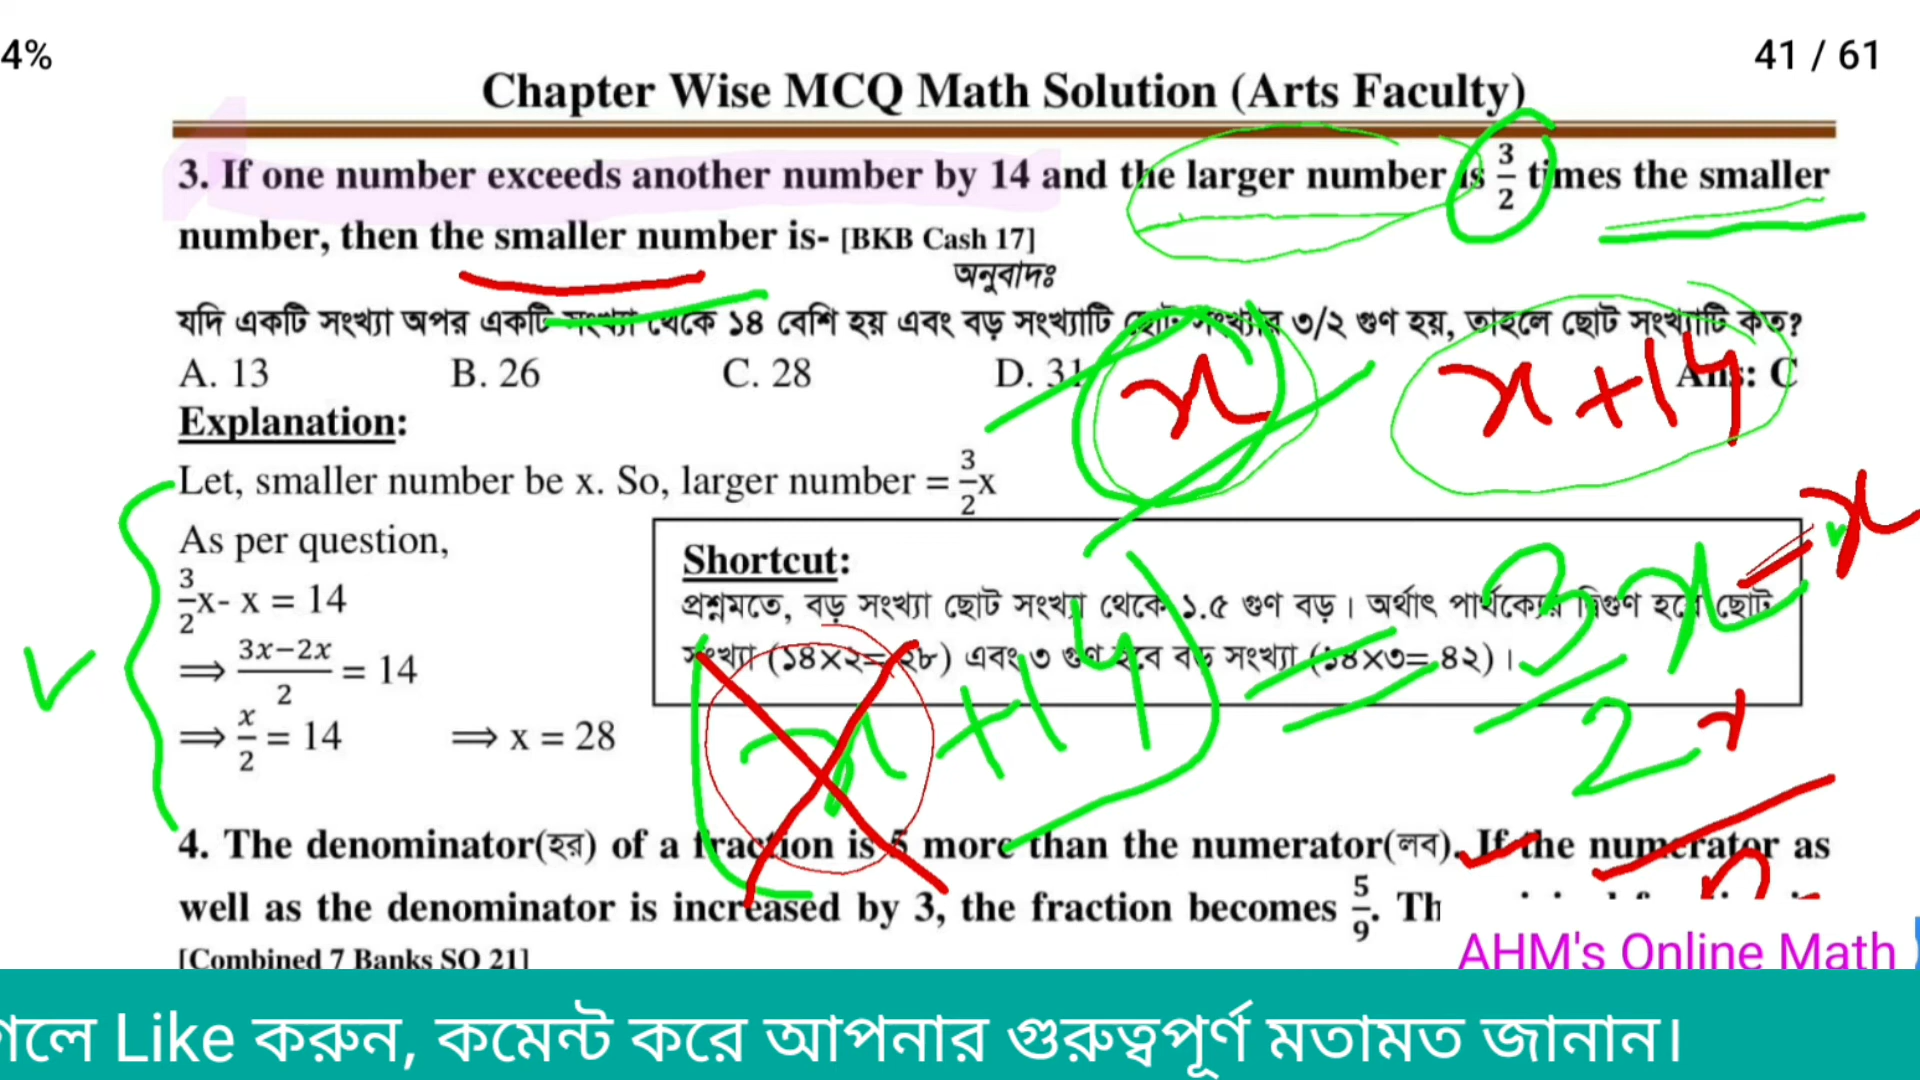 4%
41 / 61
Chapter Wise MCQ Math Solution (Arts Faculty)
3. If one number exceeds another number by 14 and the larger number is 3/2 times the smaller
number, then the smaller number is- [BKB Cash 17]
অনুবাদঃ
যদি একটি সংখ্যা অপর একটি সংখ্যা থেকে ১৪ বেশি হয় এবং বড় সংখ্যাটি ছোট সংখ্যার ৩/২ গুণ হয়, তাহলে ছোট সংখ্যাটি কত?
A. 13 B. 26 C. 28 D. 31 Ans: C
x x+14
Explanation:
Let, smaller number be x. So, larger number = 3/2x
As per question,
3/2x- x = 14
⟹ 3x−2x/2 = 14
⟹ x/2 = 14 ⟹ x = 28
Shortcut:
প্রশ্নমতে, বড় সংখ্যা ছোট সংখ্যা থেকে ১.৫ গুণ বড়। অর্থাৎ পার্থক্যের দ্বিগুণ হবে ছোট
সংখ্যা (১৪×২= ২৮) এবং ৩ গুণ হবে বড় সংখ্যা (১৪×৩= ৪২)।
x+14 = 3x/2
= x
4. The denominator(হর) of a fraction is 5 more than the numerator(লব). If the numerator as
well as the denominator is increased by 3, the fraction becomes 5/9.
[Combined 7 Banks SO 21]
AHM's Online Math
Like করুন, কমেন্ট করে আপনার গুরুত্বপূর্ণ মতামত জানান।